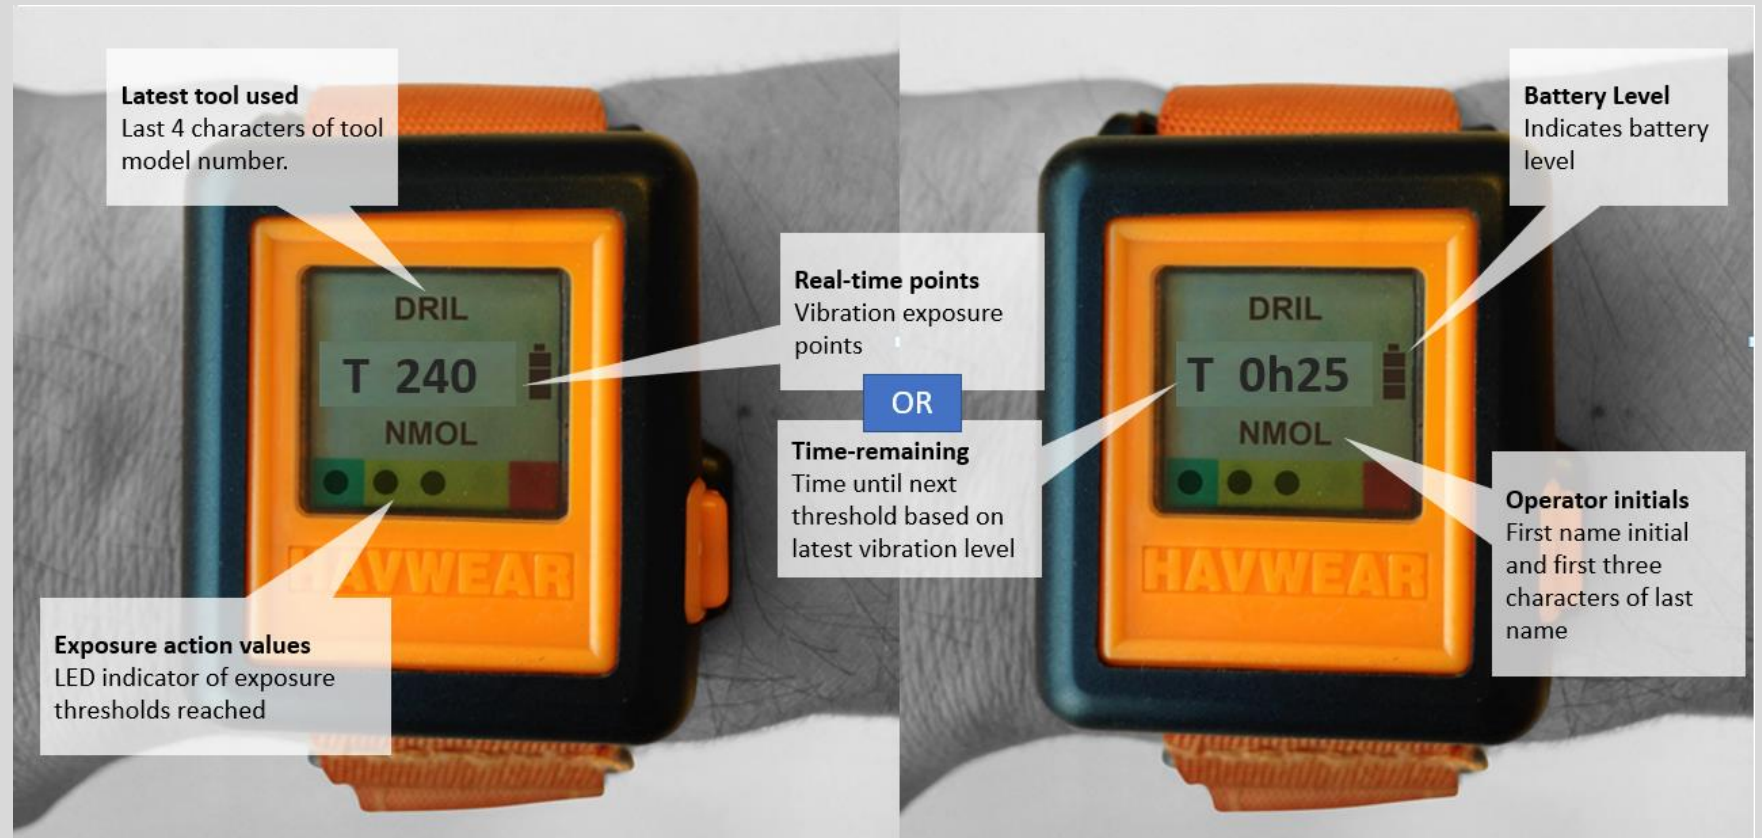 Latest tool used
Last 4 characters of tool
model number.
DRIL
T 240
NMOL
HAVWEAR
Exposure action values
LED indicator of exposure
thresholds reached
Real-time points
Vibration exposure
points
OR
Time-remaining
Time until next
threshold based on
latest vibration level
Battery Level
Indicates battery
level
DRIL
T 0h25
NMOL
HAVWEAR
Operator initials
First name initial
and first three
characters of last
name